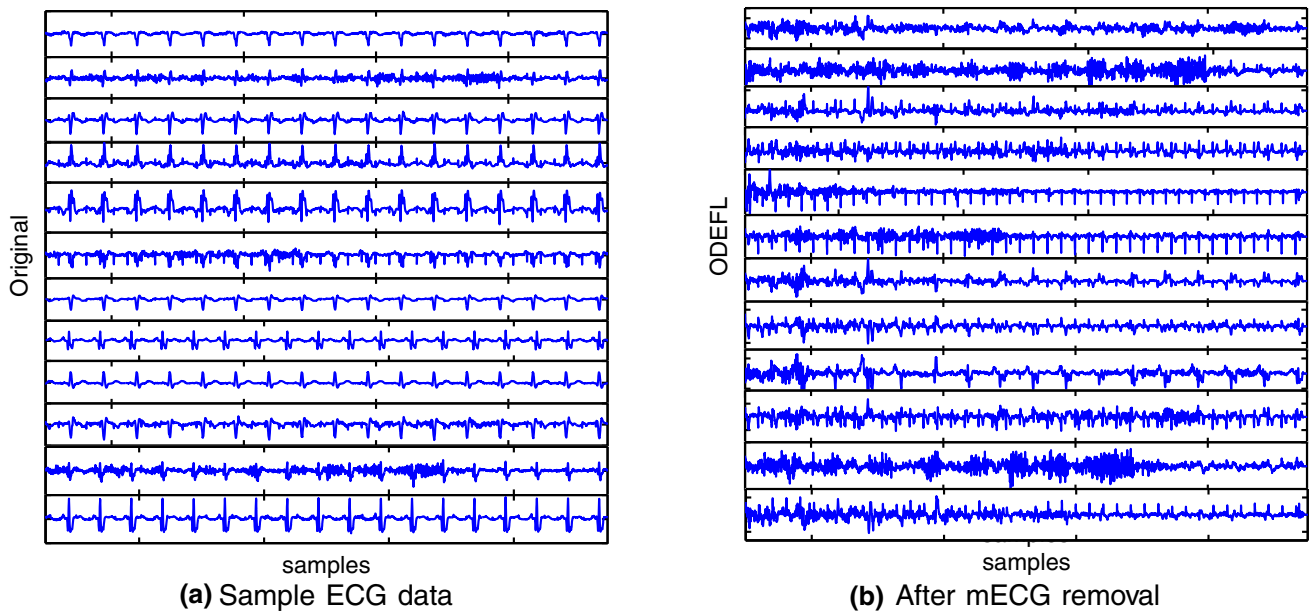 Original
samples
(a) Sample ECG data
ODEFL
samples
(b) After mECG removal